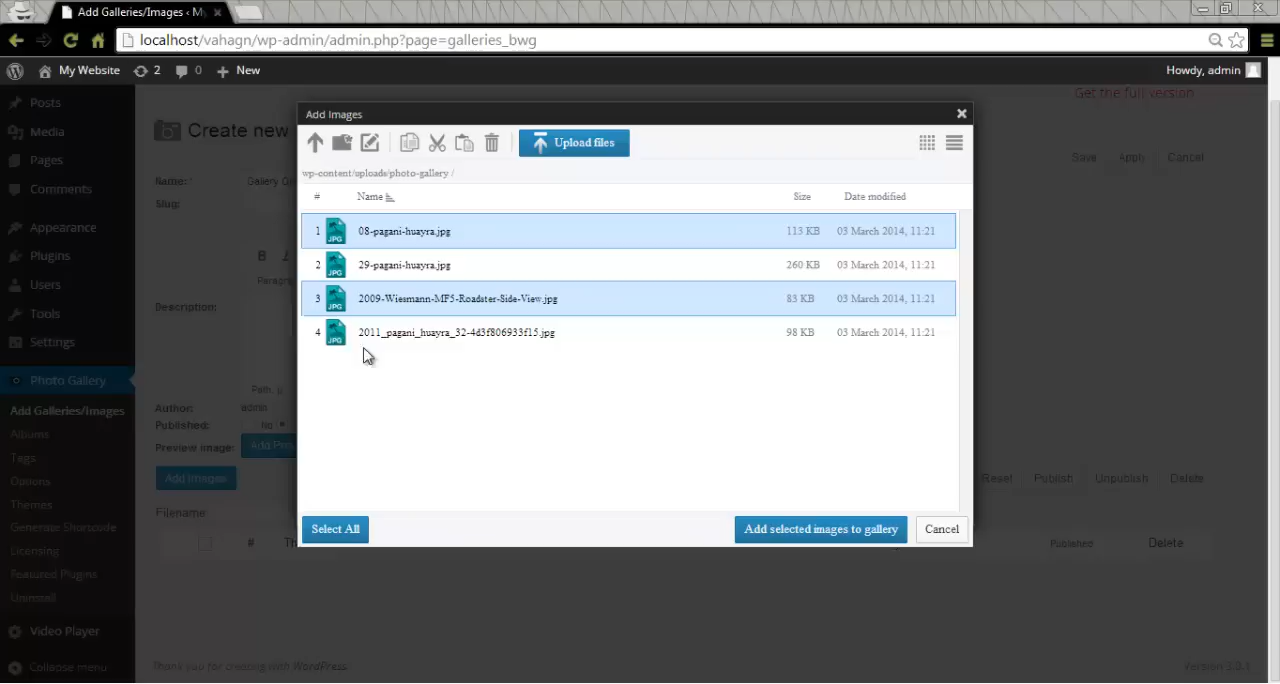 Add Galleries/Images ‹ My
localhost/vahagn/wp-admin/admin.php?page=galleries_bwg
My Website 2 0 New Howdy, admin
Posts
Media
Pages
Comments
Appearance
Plugins
Users
Tools
Settings
Photo Gallery
Add Galleries/Images
Albums
Tags
Options
Themes
Generate Shortcode
Licensing
Featured Plugins
Uninstall
Video Player
Collapse menu
Get the full version
Create new
Save Apply Cancel
Name: *
Slug:
B I
Description:
Path: p
Author: admin
Published: No
Preview image:
Add Images
Filename
#
Reset Publish Unpublish Delete
Published Delete
Thank you for creating with WordPress
Add Images
Upload files
wp-content/uploads/photo-gallery /
# Name Size Date modified
1 JPG 08-pagani-huayra.jpg 113 KB 03 March 2014, 11:21
2 JPG 29-pagani-huayra.jpg 260 KB 03 March 2014, 11:21
3 JPG 2009-Wiesmann-MF5-Roadster-Side-View.jpg 83 KB 03 March 2014, 11:21
4 JPG 2011_pagani_huayra_32-4d3f806933f15.jpg 98 KB 03 March 2014, 11:21
Select All Add selected images to gallery Cancel